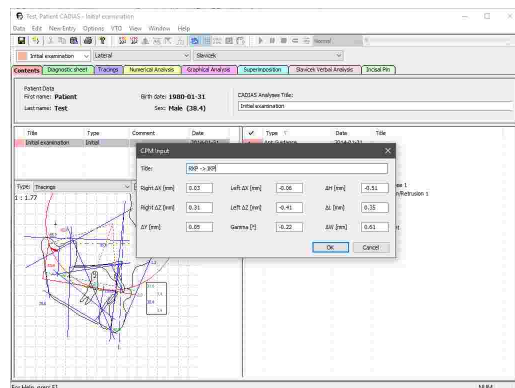 Test, Patient CADIAS - Initial examination
Data Edit New Entry Options VTO View Window Help
Normal
Initial examination Lateral Slavicek
Contents Diagnostic sheet Tracings Numerical Analysis Graphical Analysis Superimposition Slavicek Verbal Analysis Incisal Pin
Patient Data
First name: Patient Birth date: 1980-01-31
Last name: Test Sex: Male (38.4)
CADIAS Analyses Title:
Initial examination
Title Type Comment Date
Initial examination Initial
Type Date Title
CPM Input
Title: RKP -> IKP
Right ΔX [mm] 0.03 Left ΔX [mm] -0.06 ΔH [mm] -0.51
Right ΔZ [mm] 0.31 Left ΔZ [mm] -0.41 ΔL [mm] 0.35
ΔY [mm] 0.05 Gamma [°] -0.22 ΔW [mm] 0.61
OK Cancel
Type: Tracings
1 : 1.77
For Help, press F1
NUM